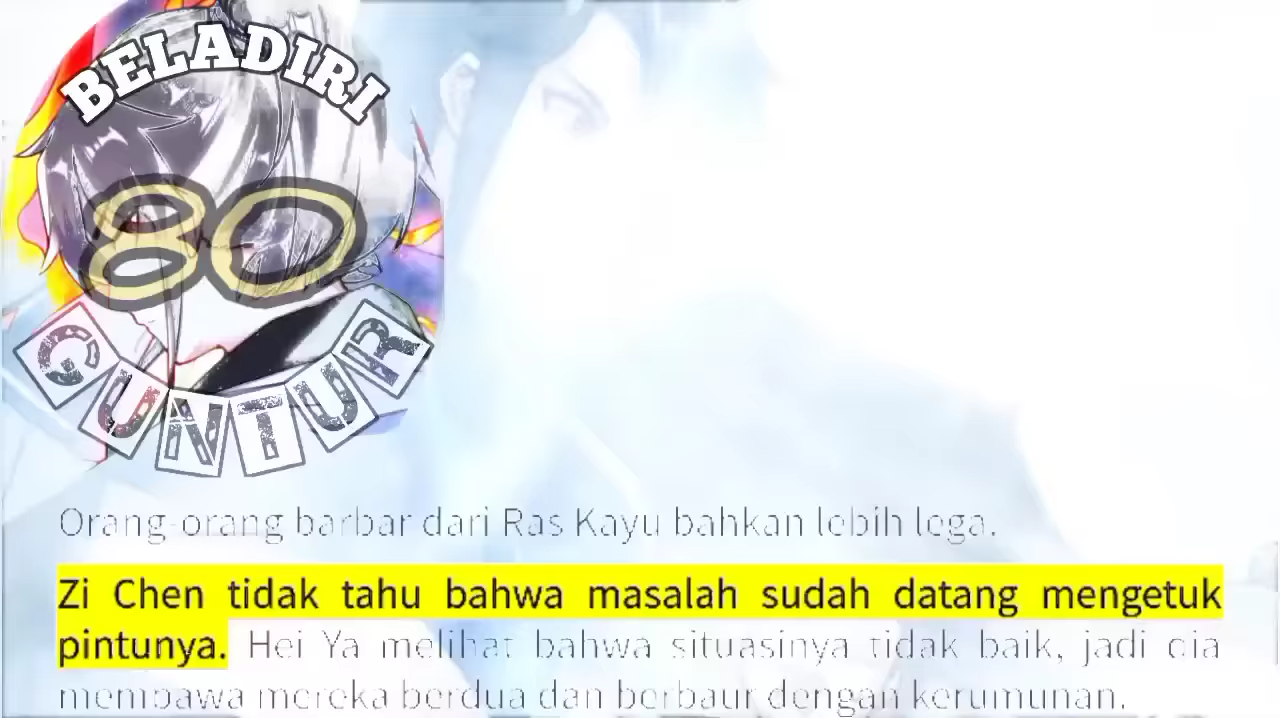 BELADIRI
80
GUNTUR
Orang-orang barbar dari Ras Kayu bahkan lebih lega.
Zi Chen tidak tahu bahwa masalah sudah datang mengetuk
pintunya. Hei Ya melihat bahwa situasinya tidak baik, jadi dia
membawa mereka berdua dan berbaur dengan kerumunan.